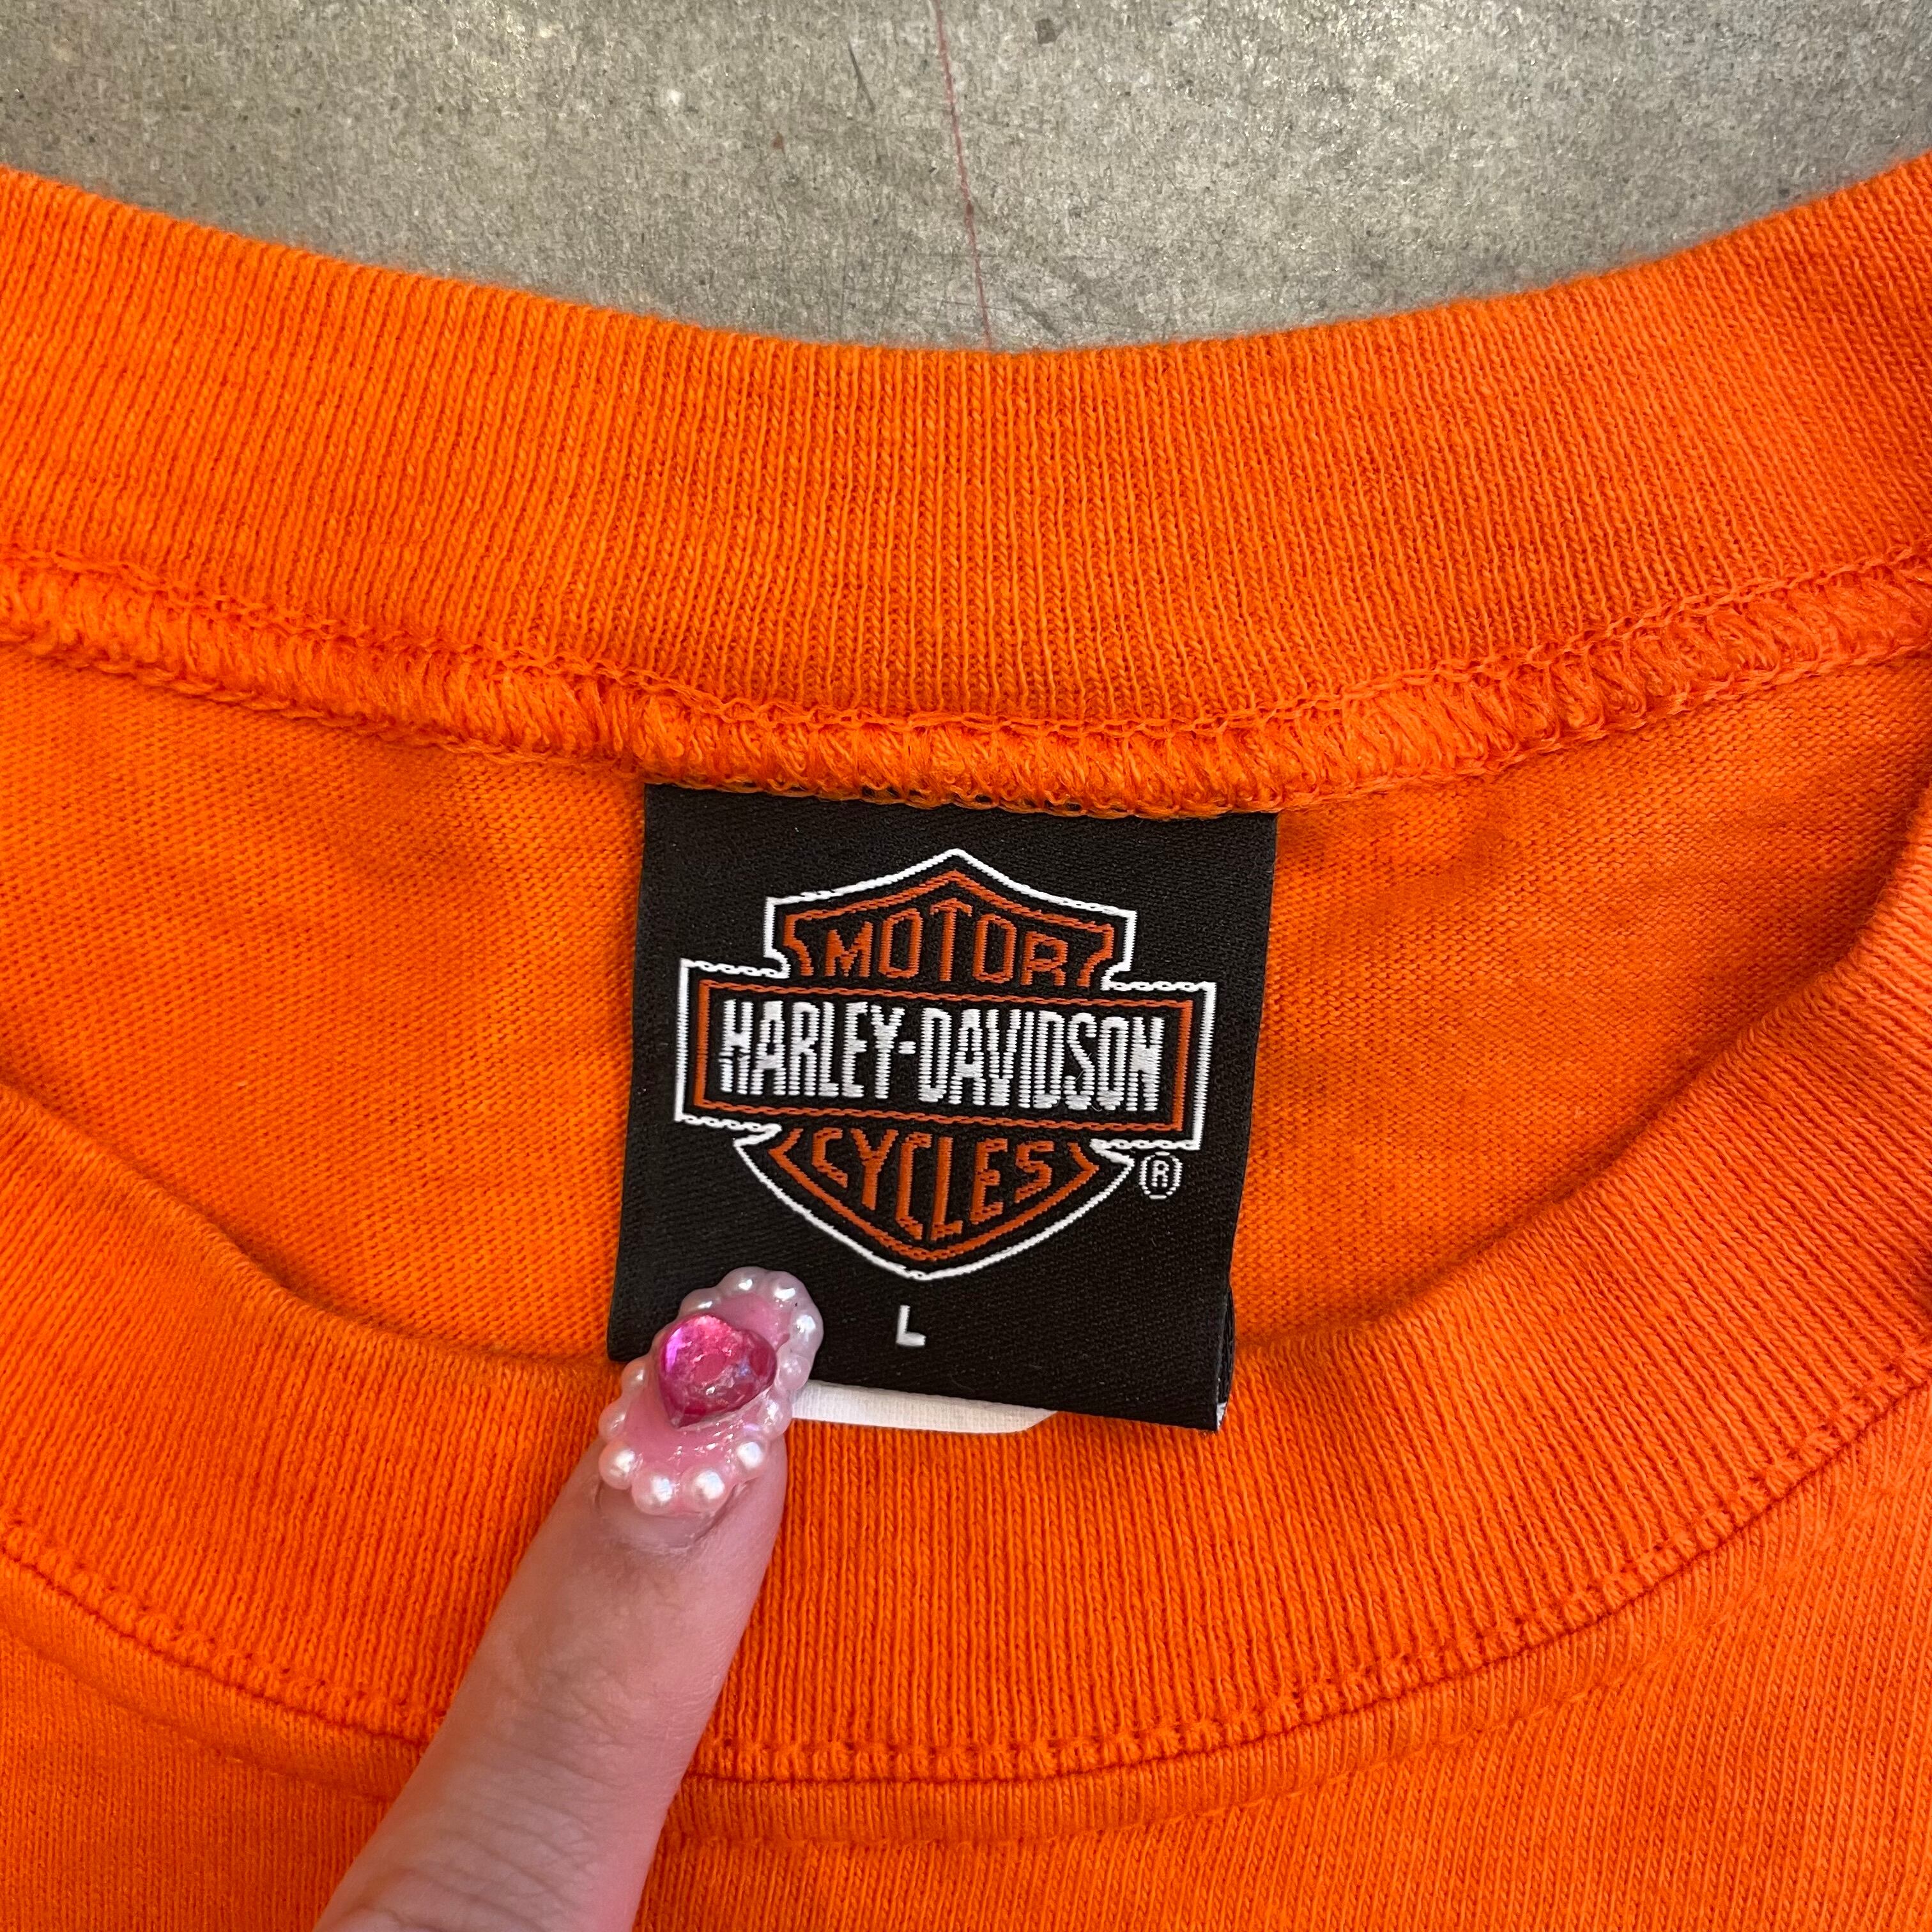 MOTOR
HARLEY-DAVIDSON
CYCLES
®
L